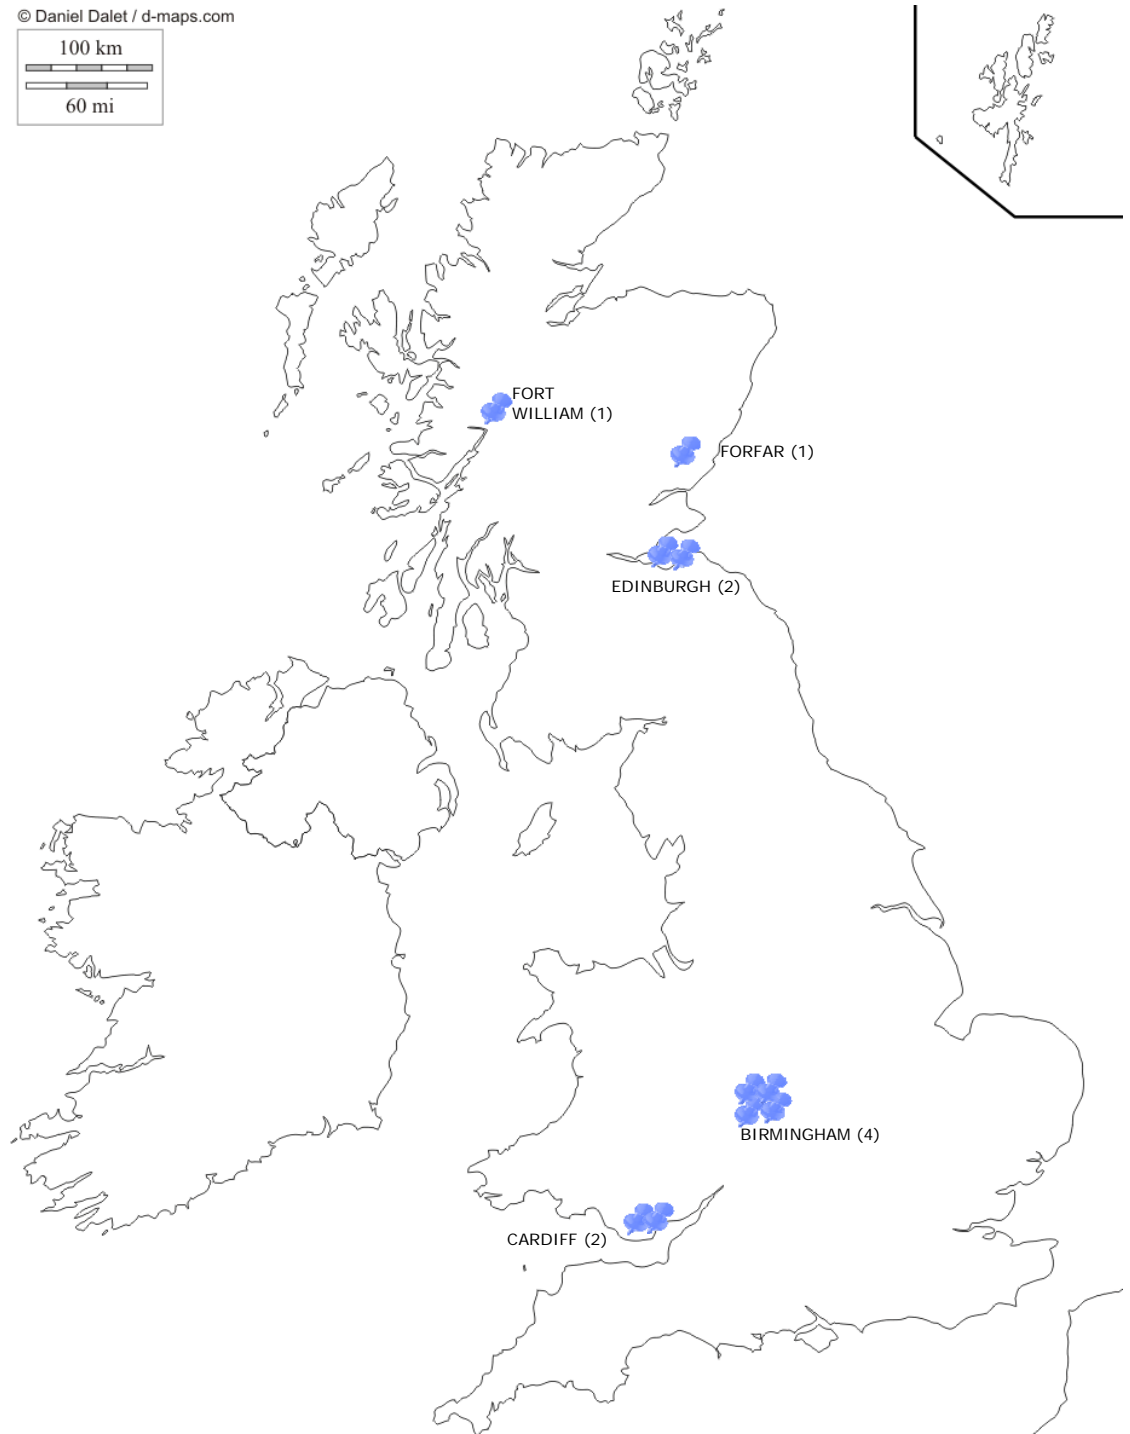 © Daniel Dalet / d-maps.com
100 km
60 mi
FORT
WILLIAM (1)
FORFAR (1)
EDINBURGH (2)
BIRMINGHAM (4)
CARDIFF (2)